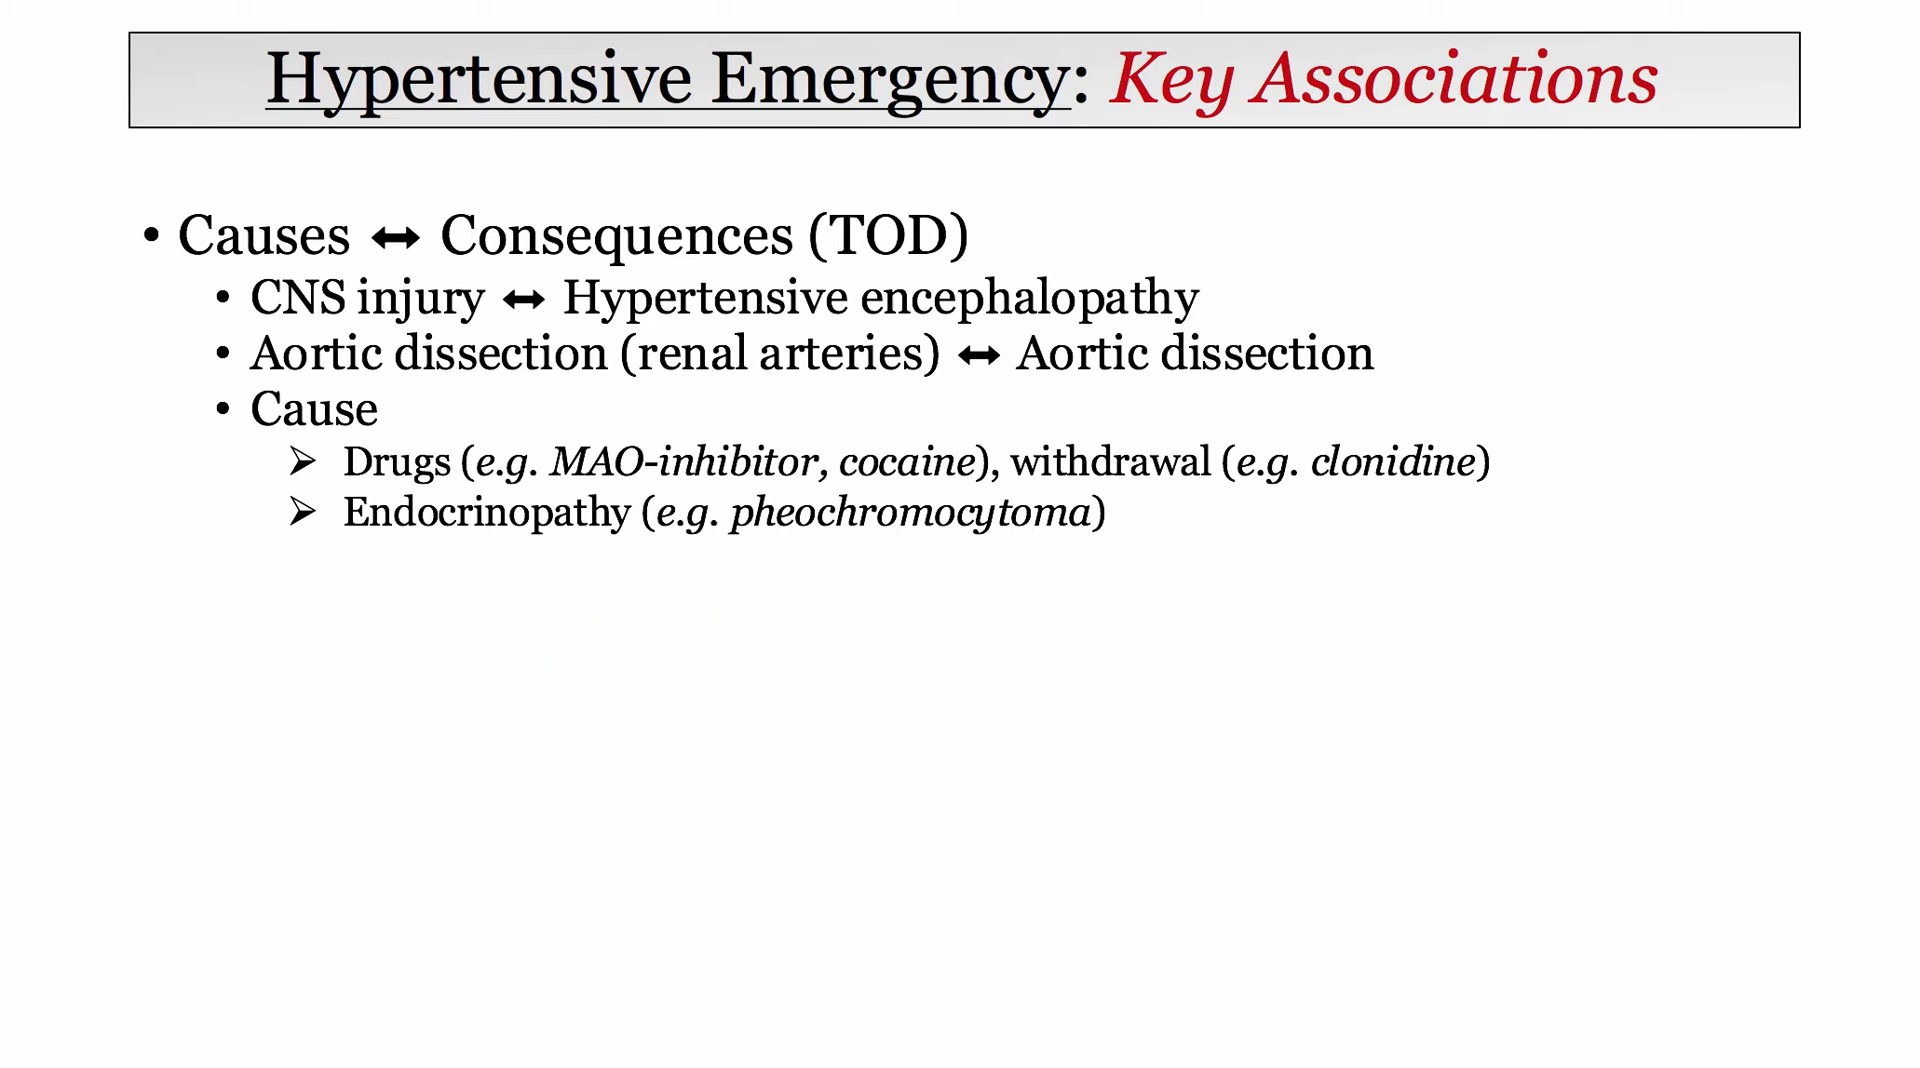 Hypertensive Emergency: Key Associations
• Causes ↔ Consequences (TOD)
• CNS injury ↔ Hypertensive encephalopathy
• Aortic dissection (renal arteries) ↔ Aortic dissection
• Cause
➢ Drugs (e.g. MAO-inhibitor, cocaine), withdrawal (e.g. clonidine)
➢ Endocrinopathy (e.g. pheochromocytoma)